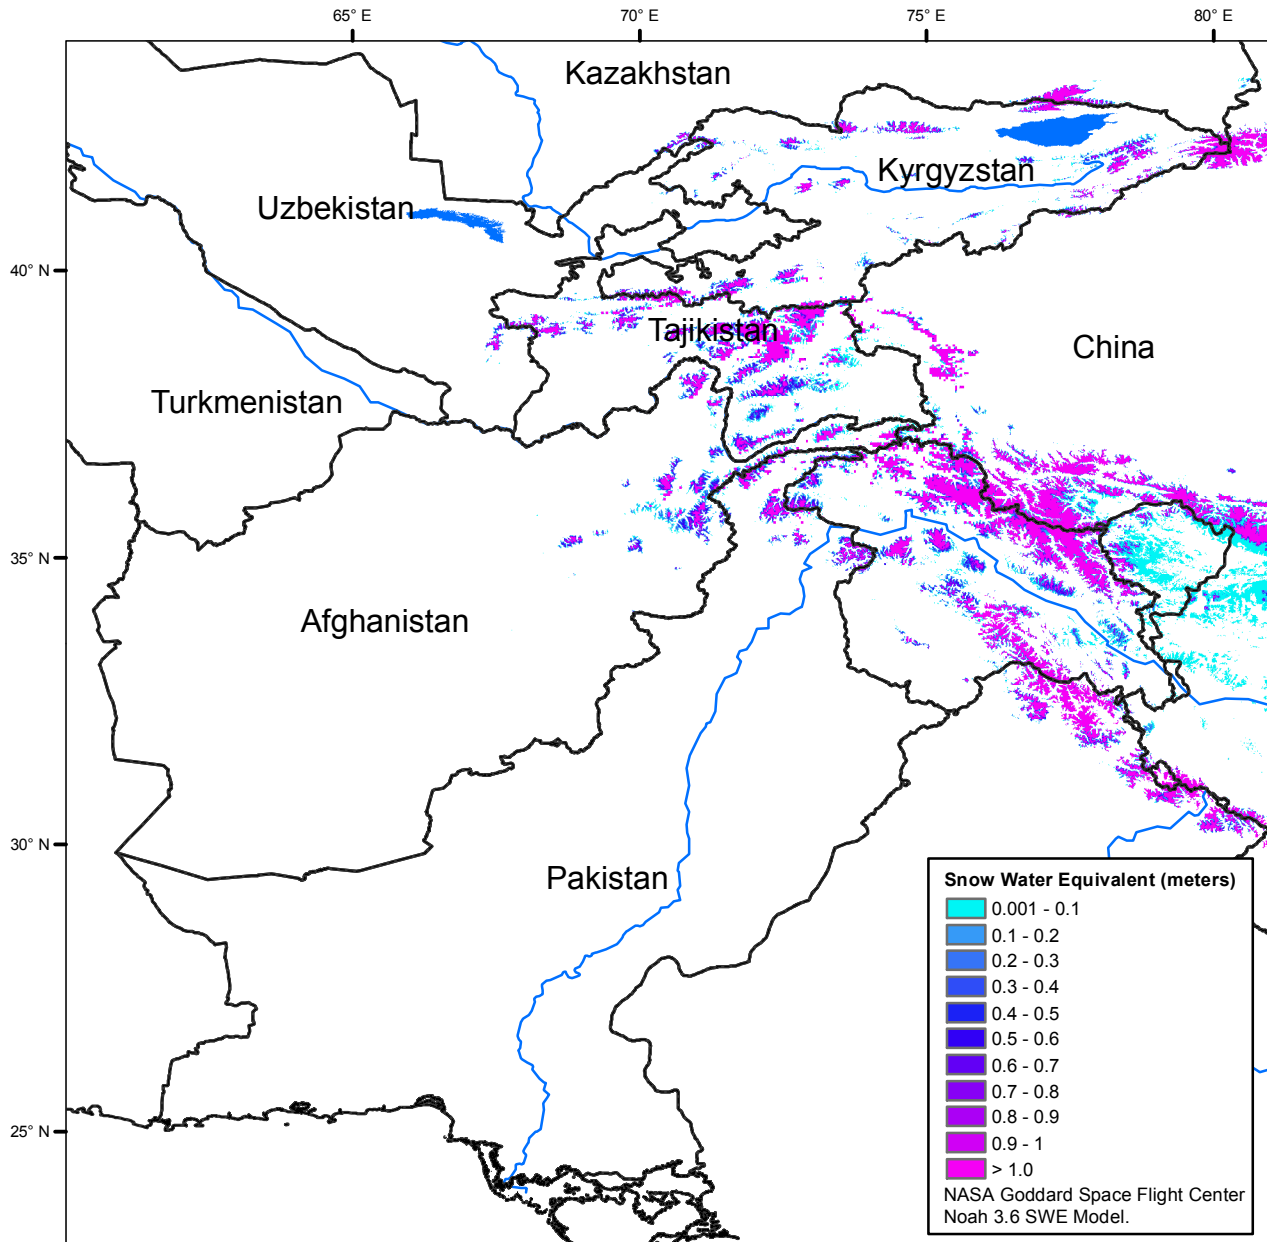 65° E
70° E
75° E
80° E
Kazakhstan
Kyrgyzstan
Uzbekistan
40° N
Tajikistan
China
Turkmenistan
35° N
Afghanistan
30° N
Pakistan
25° N
Snow Water Equivalent (meters)
0.001 - 0.1
0.1 - 0.2
0.2 - 0.3
0.3 - 0.4
0.4 - 0.5
0.5 - 0.6
0.6 - 0.7
0.7 - 0.8
0.8 - 0.9
0.9 - 1
> 1.0
NASA Goddard Space Flight Center
Noah 3.6 SWE Model.